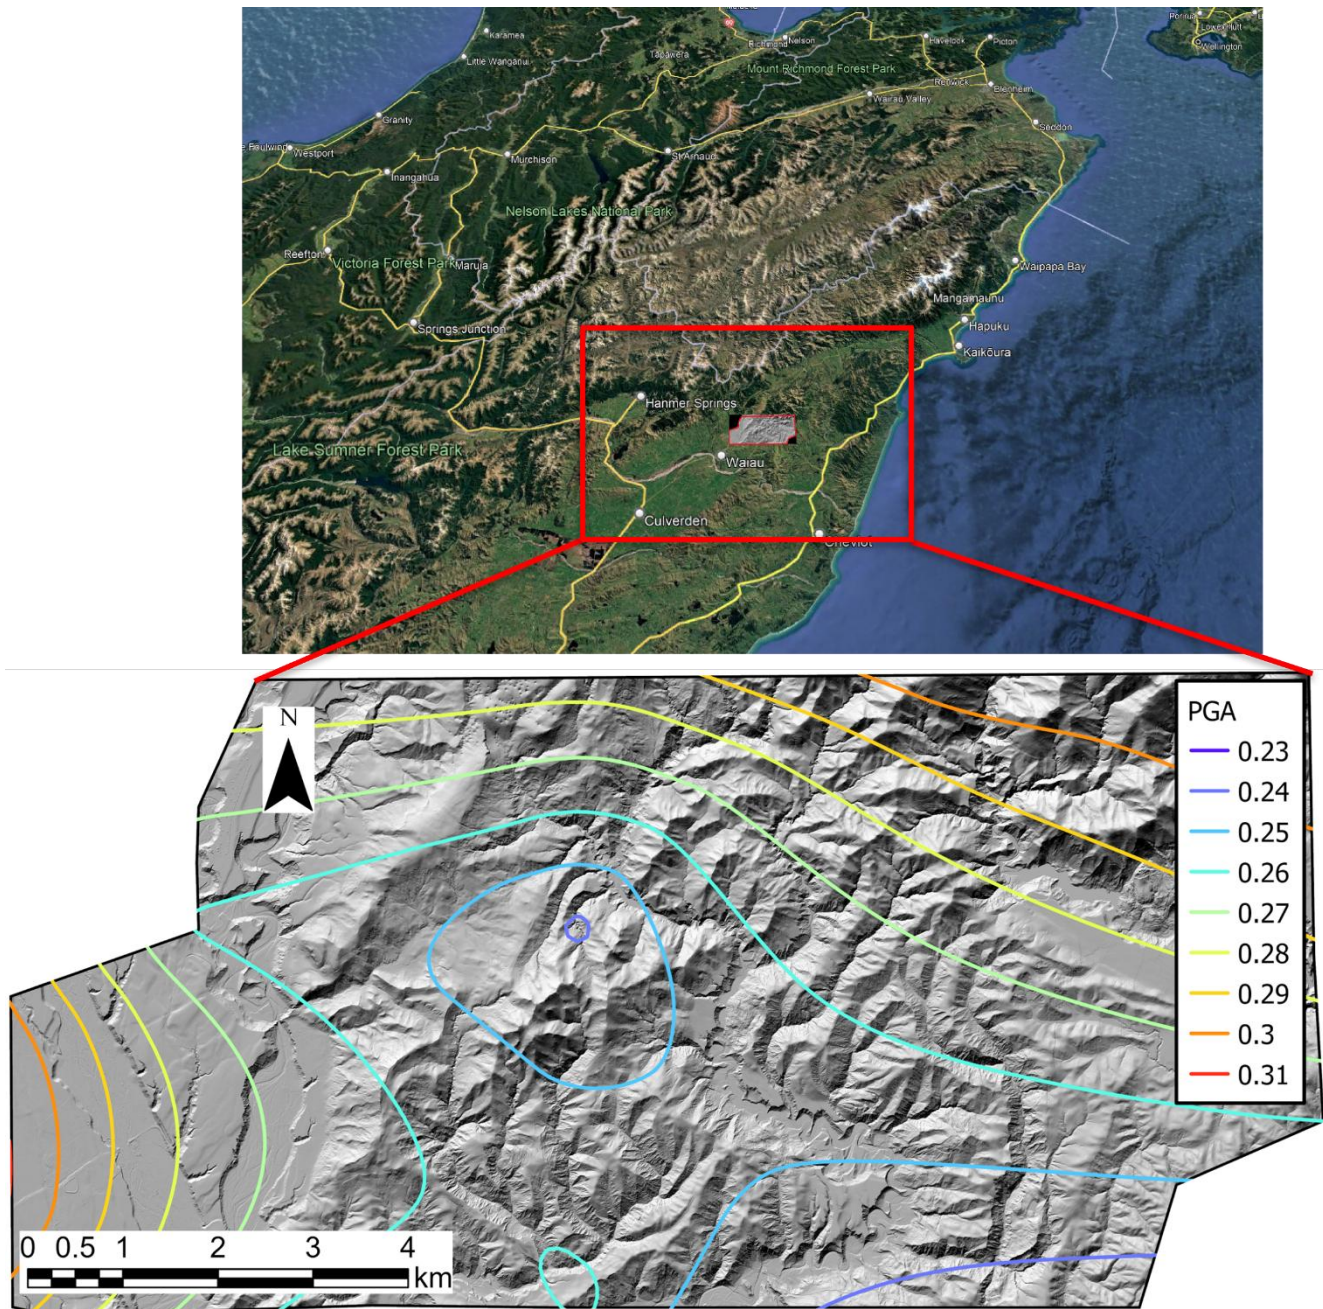 Karamea
Little Wanganui
Tapawera
60
Richmond
Nelson
Havelock
Picton
Porirua
Lower Hutt
Wellington
Mount Richmond Forest Park
Renwick
Blenheim
Wairau Valley
Seddon
Granity
Westport
Inangahua
Murchison
St Arnaud
Nelson Lakes National Park
Reefton
Victoria Forest Park
Maruia
Waipapa Bay
Mangamaunu
Hapuku
Kaikōura
Springs Junction
Hanmer Springs
Lake Sumner Forest Park
Waiau
Culverden
Cheviot
N
PGA
0.23
0.24
0.25
0.26
0.27
0.28
0.29
0.3
0.31
0 0.5 1 2 3 4
km